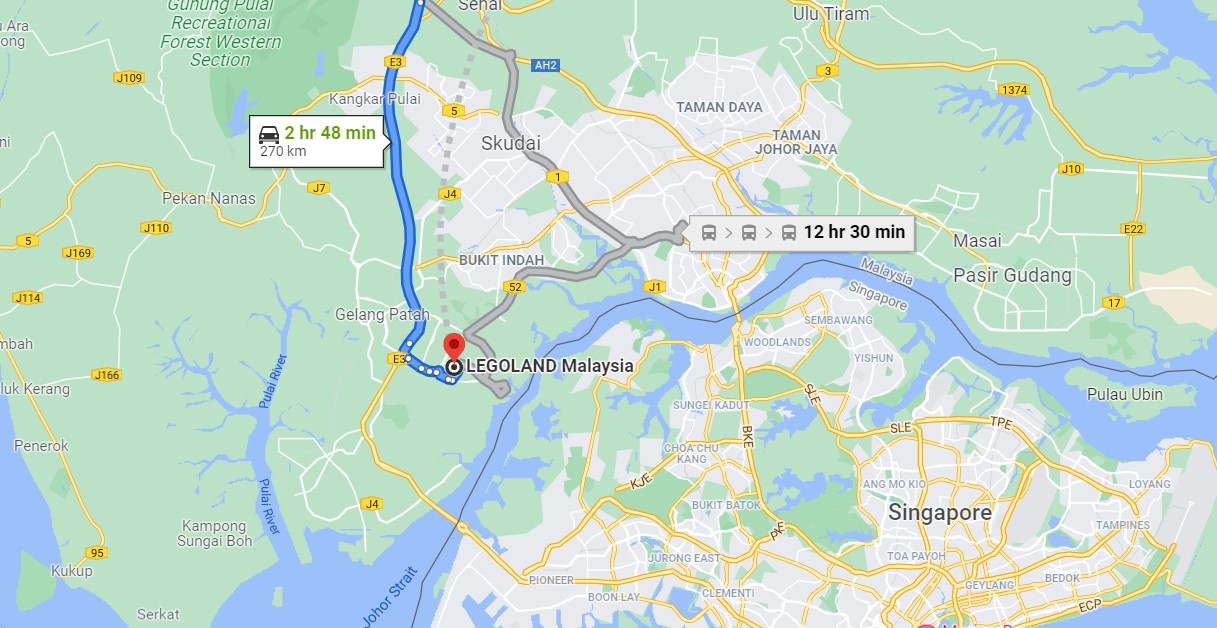 Gunung Pulai
Recreational
Forest Western
Section
Senai
Ulu Tiram
E3
AH2
3
J109
1374
Kangkar Pulai
5
TAMAN DAYA
2 hr 48 min
270 km
Skudai
TAMAN
JOHOR JAYA
1
J10
J7
J4
Pekan Nanas
J110
5
J169
12 hr 30 min
E22
Masai
BUKIT INDAH
Malaysia
Singapore
Pasir Gudang
52
J1
J114
17
Gelang Patah
SEMBAWANG
WOODLANDS
E3
LEGOLAND Malaysia
YISHUN
J166
Pulai River
SLE
Pulau Ubin
SUNGEI KADUT
BKE
SLE
TPE
CHOA CHU
KANG
Penerok
KJE
ANG MO KIO
LOYANG
Pulai River
J4
BUKIT BATOK
Singapore
Kampong
Sungai Boh
PIE
TAMPINES
95
JURONG EAST
TOA PAYOH
Kukup
PIONEER
GEYLANG
BEDOK
Johor Strait
BOON LAY
CLEMENTI
ECP
Serkat